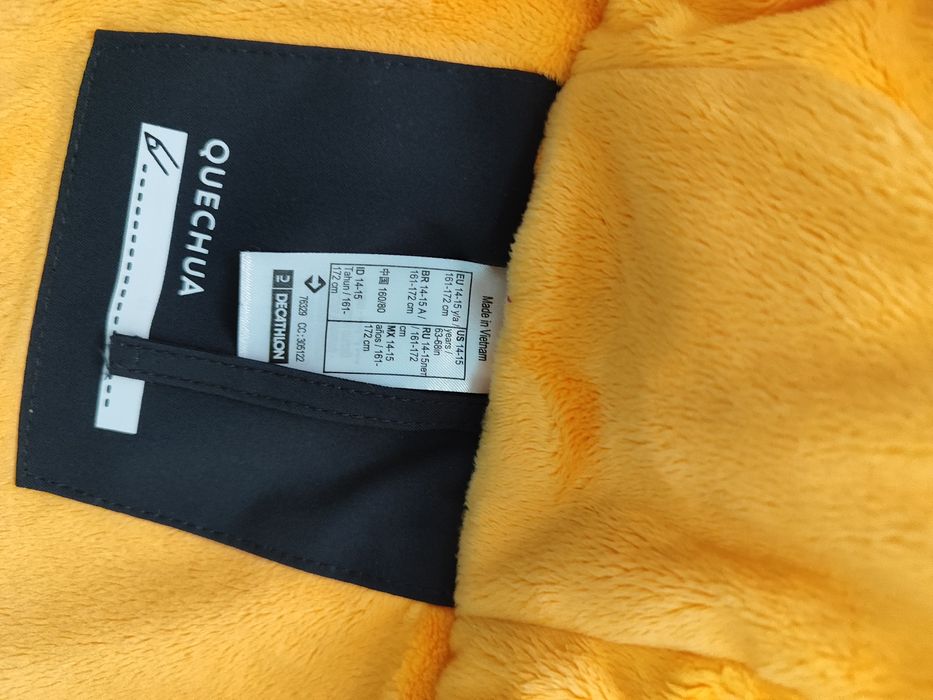 QUECHUA
Made in Vietnam
EU 14-15 y/a /
161-172 cm
US 14-15
years /
63-68in
BR 14-15 A /
161-172 cm
RU 14-15лет
/ 161-172
cm
中国 160/80
MX 14-15
años / 161-
172 cm
ID 14-15
Tahun / 161-
172 cm
76329 CC: 305122
DECATHLON